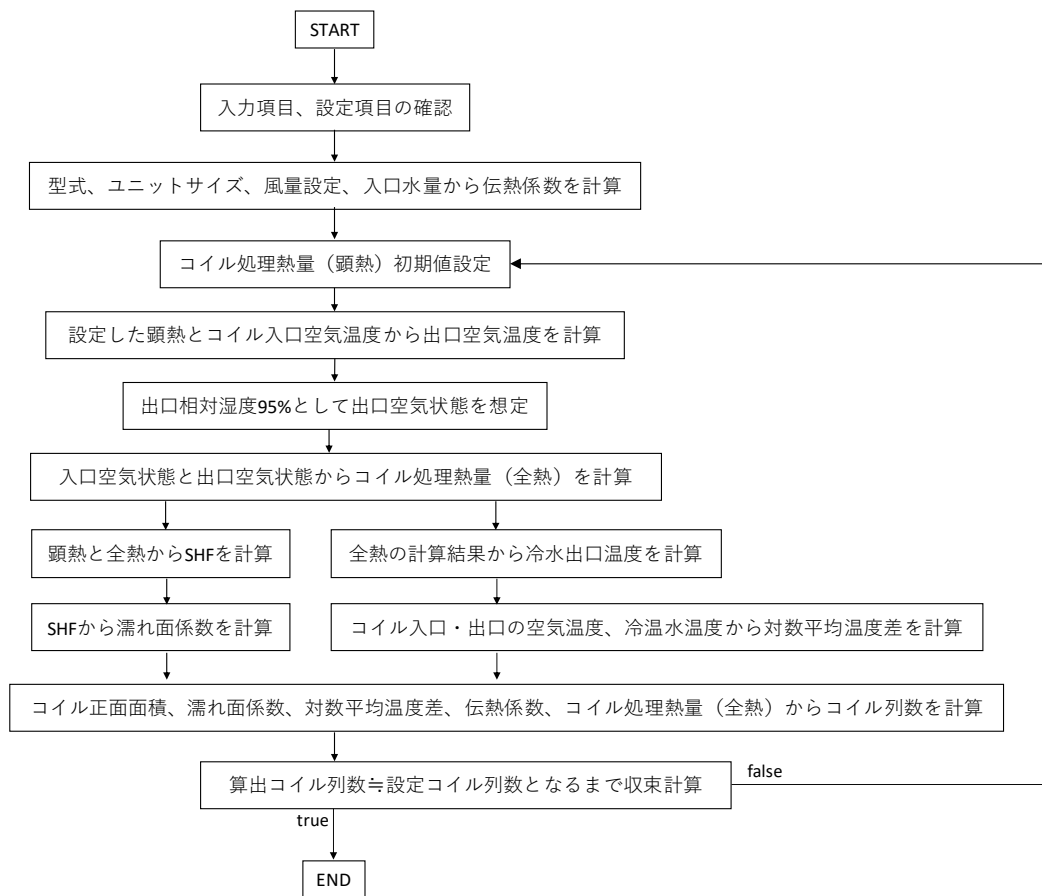 START
入力項目、設定項目の確認
型式、ユニットサイズ、風量設定、入口水量から伝熱係数を計算
コイル処理熱量（顕熱）初期値設定
設定した顕熱とコイル入口空気温度から出口空気温度を計算
出口相対湿度95%として出口空気状態を想定
入口空気状態と出口空気状態からコイル処理熱量（全熱）を計算
顕熱と全熱からSHFを計算
全熱の計算結果から冷水出口温度を計算
SHFから濡れ面係数を計算
コイル入口・出口の空気温度、冷温水温度から対数平均温度差を計算
コイル正面面積、濡れ面係数、対数平均温度差、伝熱係数、コイル処理熱量（全熱）からコイル列数を計算
算出コイル列数≒設定コイル列数となるまで収束計算
false
true
END